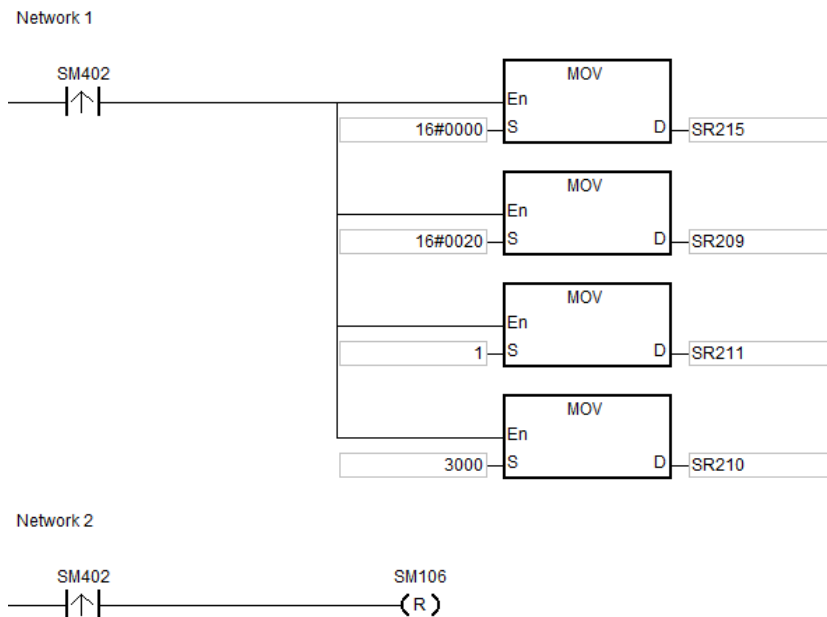 Network 1
SM402
MOV
En
16#0000 S D SR215
MOV
En
16#0020 S D SR209
MOV
En
1 S D SR211
MOV
En
3000 S D SR210
Network 2
SM402 SM106
R